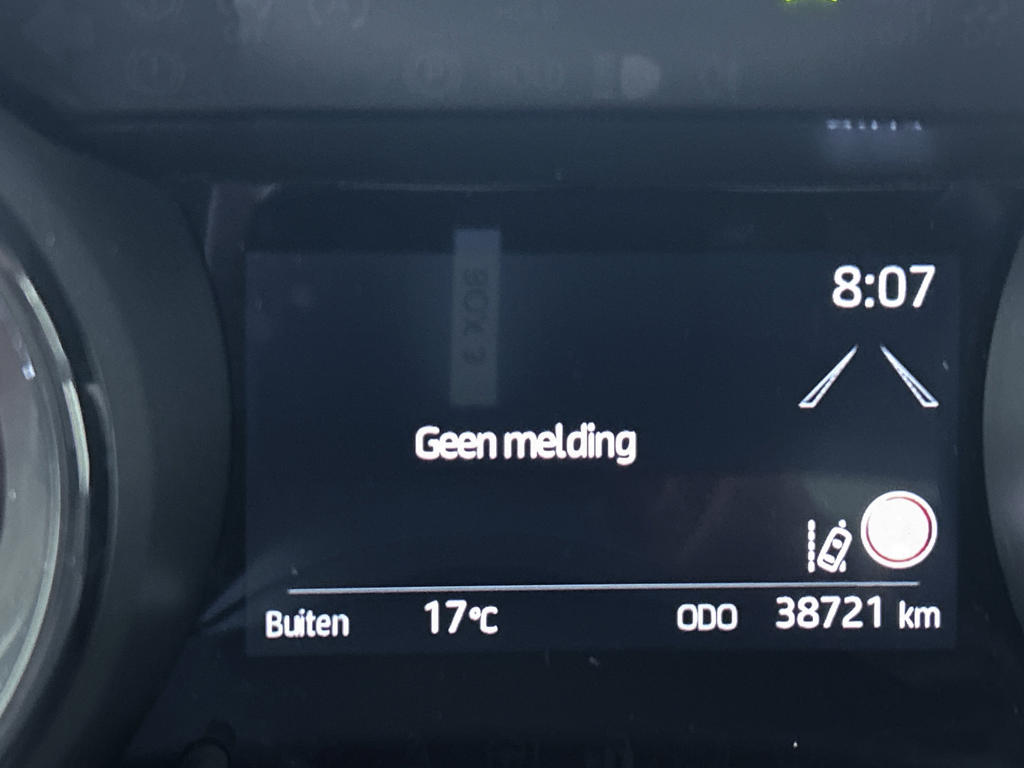 8:07
Geen melding
Buiten 17°C ODO 38721 km